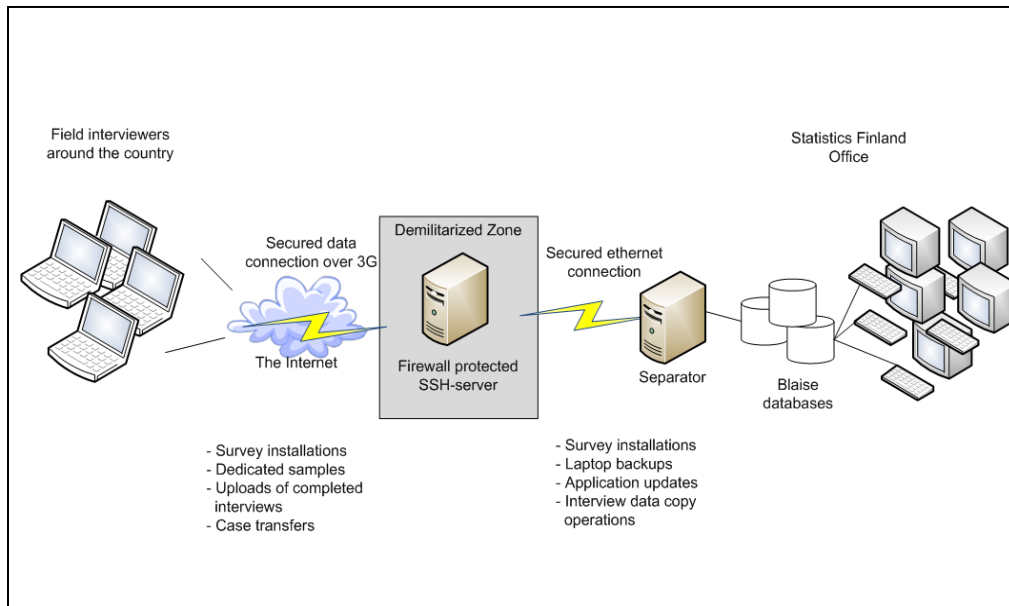 Field interviewers
around the country
Secured data
connection over 3G
The Internet
Demilitarized Zone
Firewall protected
SSH-server
Secured ethernet
connection
Separator
Blaise
databases
Statistics Finland
Office
- Survey installations
- Dedicated samples
- Uploads of completed
interviews
- Case transfers
- Survey installations
- Laptop backups
- Application updates
- Interview data copy
operations